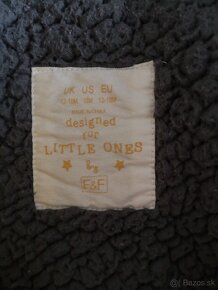 UK US EU
12-18M 18M 12-18M
MADE IN CHINA
designed
for
LITTLE ONES
by
F&F
Bazos.sk